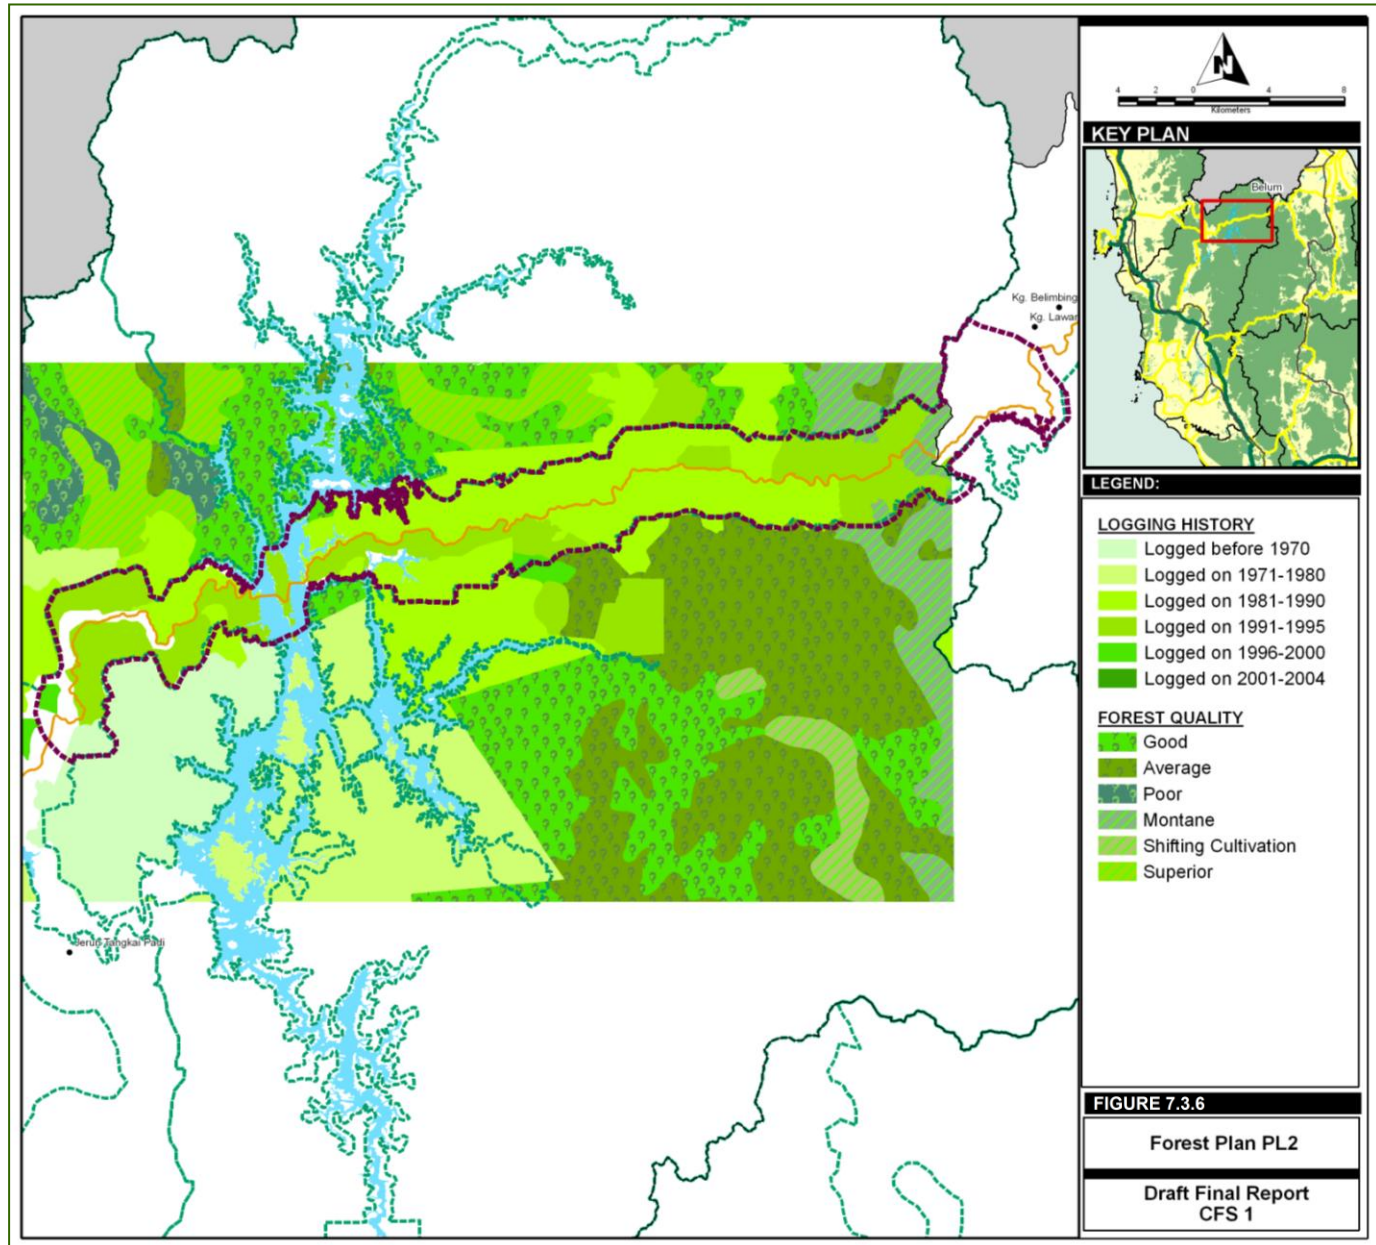 N
4 2 0 4 8
Kilometers
KEY PLAN
Belum
Kg. Belimbing
Kg. Lawar
LEGEND:
LOGGING HISTORY
Logged before 1970
Logged on 1971-1980
Logged on 1981-1990
Logged on 1991-1995
Logged on 1996-2000
Logged on 2001-2004
FOREST QUALITY
Good
Average
Poor
Montane
Shifting Cultivation
Superior
Jerun Tangkai Padi
FIGURE 7.3.6
Forest Plan PL2
Draft Final Report
CFS 1